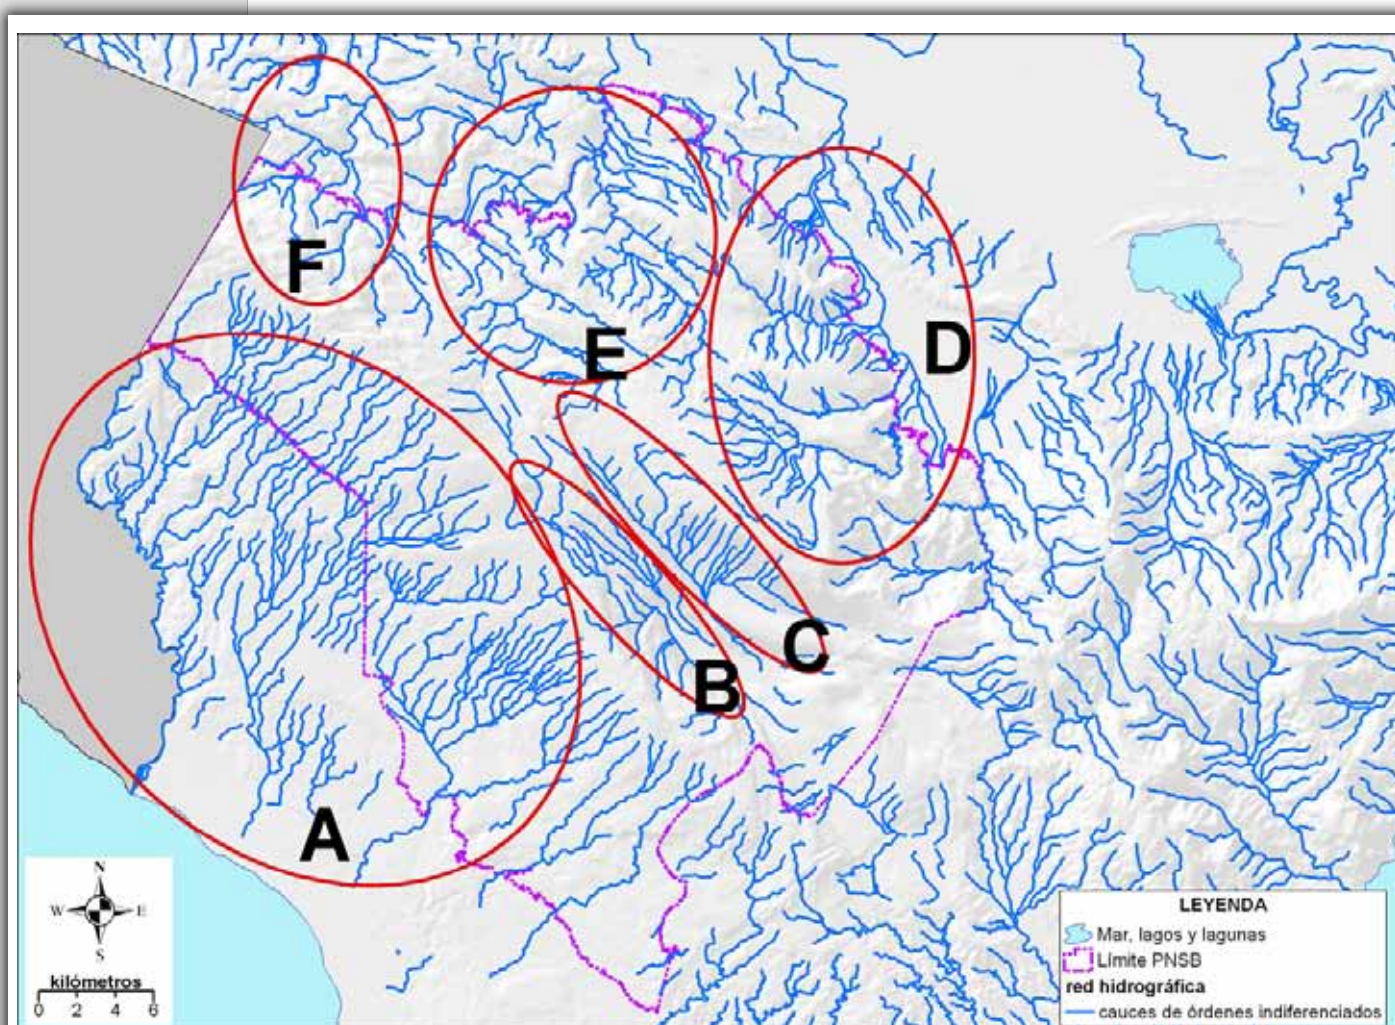 F
E
D
C
B
A
N
W E
S
kilómetros
0 2 4 6
LEYENDA
Mar, lagos y lagunas
Límite PNSB
red hidrográfica
cauces de órdenes indiferenciados